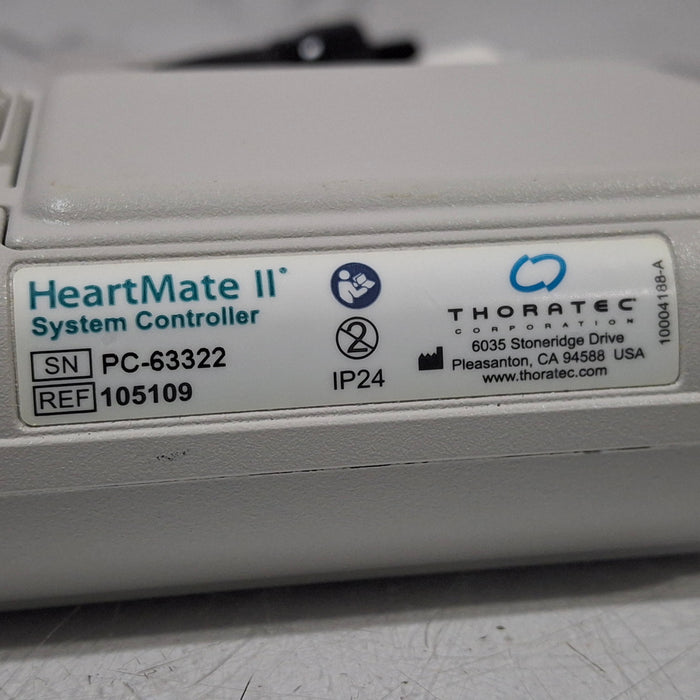 HeartMate II®
System Controller
SN PC-63322
REF 105109
2
IP24
THORATEC
CORPORATION
6035 Stoneridge Drive
Pleasanton, CA 94588 USA
www.thoratec.com
10004188-A